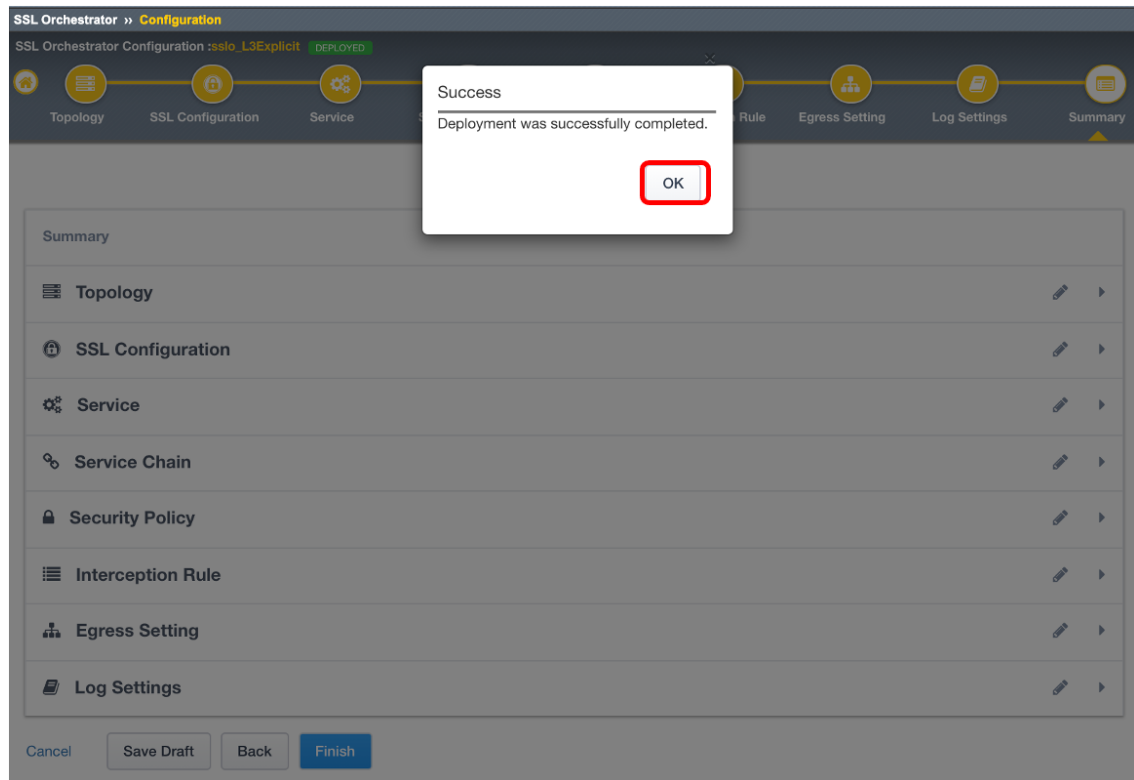 SSL Orchestrator ›› Configuration
SSL Orchestrator Configuration :sslo_L3Explicit DEPLOYED
Topology SSL Configuration Service Rule Egress Setting Log Settings Summary
Success
Deployment was successfully completed.
OK
Summary
Topology
SSL Configuration
Service
Service Chain
Security Policy
Interception Rule
Egress Setting
Log Settings
Cancel Save Draft Back Finish